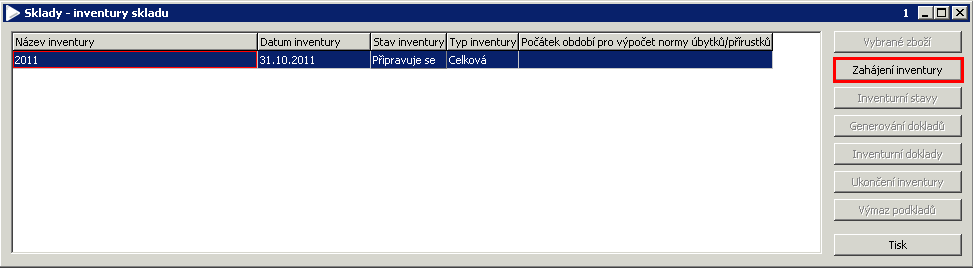 Sklady - inventury skladu 1
Název inventury Datum inventury Stav inventury Typ inventury Počátek období pro výpočet normy úbytků/přírustků
2011 31.10.2011 Připravuje se Celková
Vybrané zboží
Zahájení inventury
Inventurní stavy
Generování dokladů
Inventurní doklady
Ukončení inventury
Výmaz podkladů
Tisk